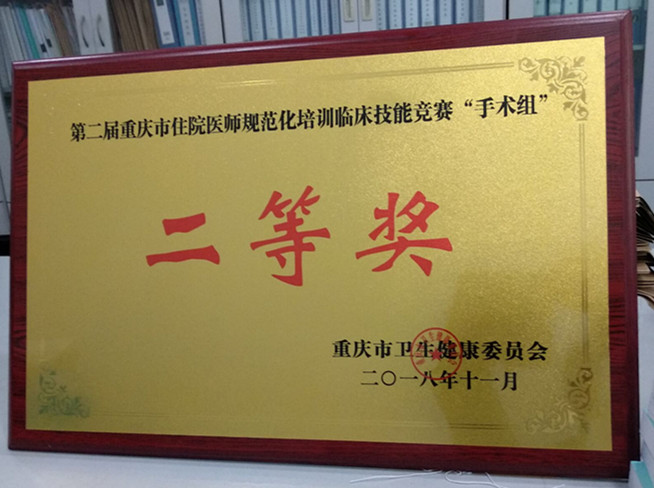 第二届重庆市住院医师规范化培训临床技能竞赛“手术组”
二等奖
重庆市卫生健康委员会
二〇一八年十一月